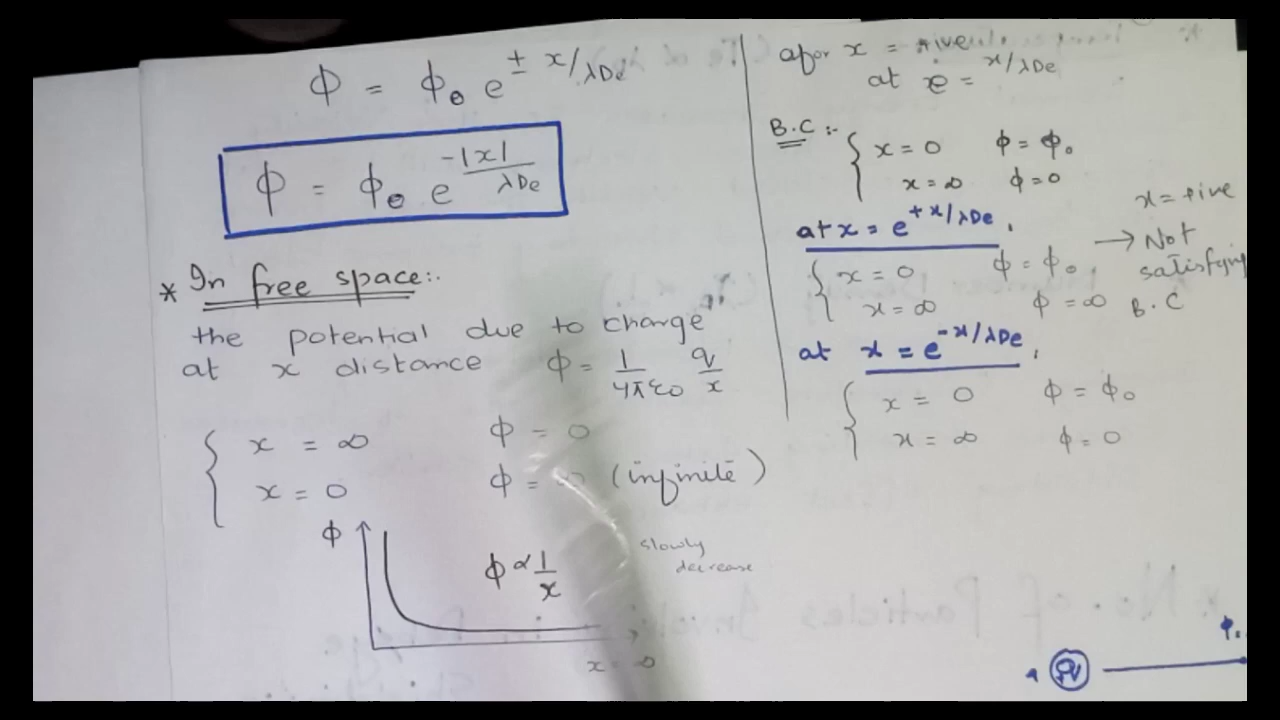 ϕ = ϕ₀ e^{± x/λDe}
ϕ = ϕ₀ e^{-|x|/λDe}
* In free space:-
the potential due to charge
at x distance ϕ = 1/4πε0 q/x
{ x = ∞ ϕ = 0
x = 0 ϕ = ∞ (infinite)
ϕ
ϕ ∝ 1/x
slowly
decrease
x = ∞
for x = +ive
at e = x/λDe
B.C :-
{ x = 0 ϕ = ϕ₀
x = ∞ ϕ = 0
at x = e^{+x/λDe},
x = +ive
→ Not
satisfying
B.C
{ x = 0 ϕ = ϕ₀
x = ∞ ϕ = ∞
at x = e^{-x/λDe},
{ x = 0 ϕ = ϕ₀
x = ∞ ϕ = 0